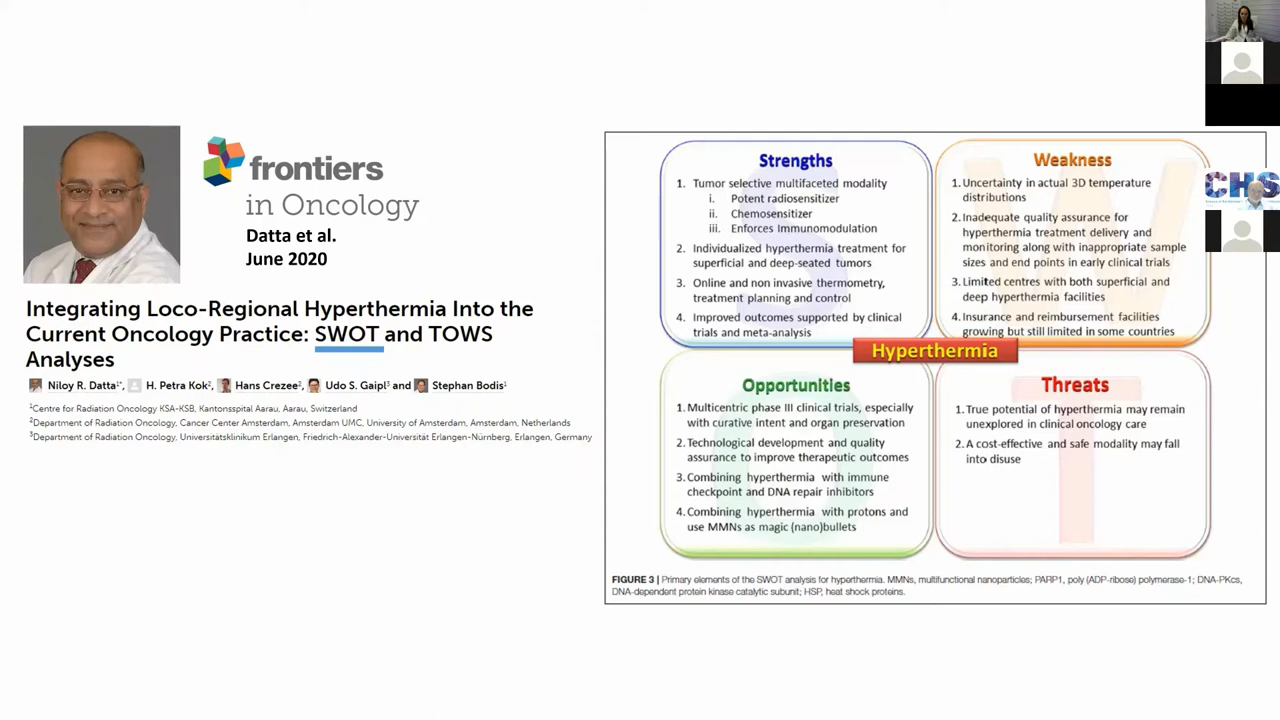 frontiers
in Oncology
Datta et al.
June 2020
Integrating Loco-Regional Hyperthermia Into the
Current Oncology Practice: SWOT and TOWS
Analyses
Niloy R. Datta1*, H. Petra Kok2, Hans Crezee2, Udo S. Gaipl3 and Stephan Bodis1
1Centre for Radiation Oncology KSA-KSB, Kantonsspital Aarau, Aarau, Switzerland
2Department of Radiation Oncology, Cancer Center Amsterdam, Amsterdam UMC, University of Amsterdam, Amsterdam, Netherlands
3Department of Radiation Oncology, Universitätsklinikum Erlangen, Friedrich-Alexander-Universität Erlangen-Nürnberg, Erlangen, Germany
Strengths
1. Tumor selective multifaceted modality
i. Potent radiosensitizer
ii. Chemosensitizer
iii. Enforces Immunomodulation
2. Individualized hyperthermia treatment for
superficial and deep-seated tumors
3. Online and non invasive thermometry,
treatment planning and control
4. Improved outcomes supported by clinical
trials and meta-analysis
Weakness
1. Uncertainty in actual 3D temperature
distributions
2. Inadequate quality assurance for
hyperthermia treatment delivery and
monitoring along with inappropriate sample
sizes and end points in early clinical trials
3. Limited centres with both superficial and
deep hyperthermia facilities
4. Insurance and reimbursement facilities
growing but still limited in some countries
Hyperthermia
Opportunities
1. Multicentric phase III clinical trials, especially
with curative intent and organ preservation
2. Technological development and quality
assurance to improve therapeutic outcomes
3. Combining hyperthermia with immune
checkpoint and DNA repair inhibitors
4. Combining hyperthermia with protons and
use MMNs as magic (nano)bullets
Threats
1. True potential of hyperthermia may remain
unexplored in clinical oncology care
2. A cost-effective and safe modality may fall
into disuse
FIGURE 3 | Primary elements of the SWOT analysis for hyperthermia. MMNs, multifunctional nanoparticles; PARP1, poly (ADP-ribose) polymerase-1; DNA-PKcs,
DNA-dependent protein kinase catalytic subunit; HSP, heat shock proteins.
CHS